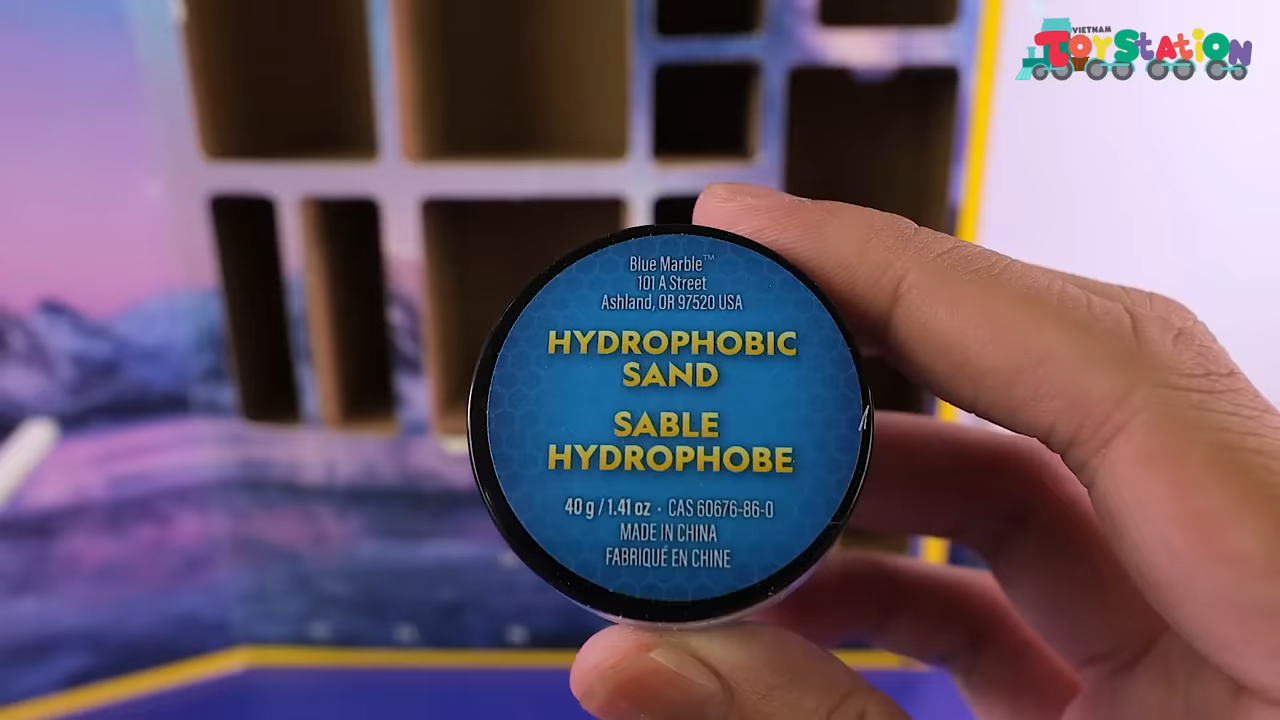 VIETNAM
TOYSTATION
Blue Marble™
101 A Street
Ashland, OR 97520 USA
HYDROPHOBIC
SAND
SABLE
HYDROPHOBE
40 g / 1.41 oz · CAS 60676-86-0
MADE IN CHINA
FABRIQUÉ EN CHINE